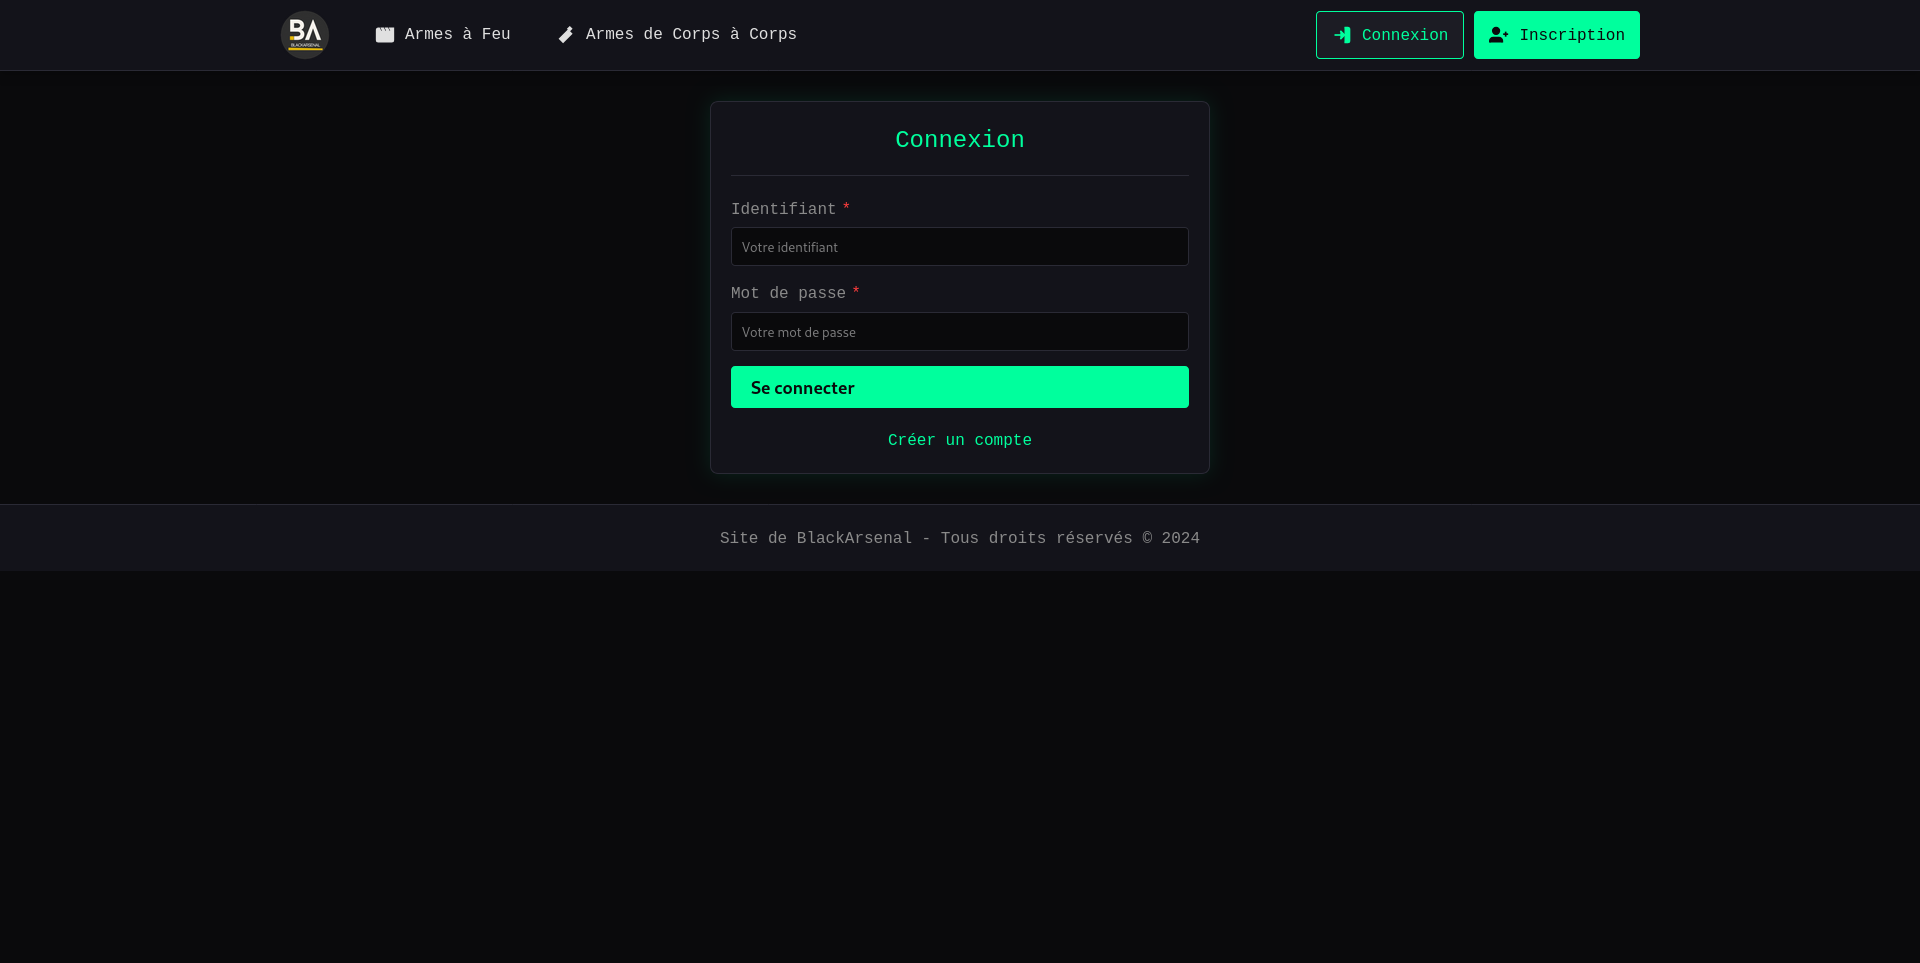 BA
BLACKARSENAL
Armes à Feu
Armes de Corps à Corps
Connexion
Inscription
Connexion
Identifiant *
Votre identifiant
Mot de passe *
Votre mot de passe
Se connecter
Créer un compte
Site de BlackArsenal - Tous droits réservés © 2024